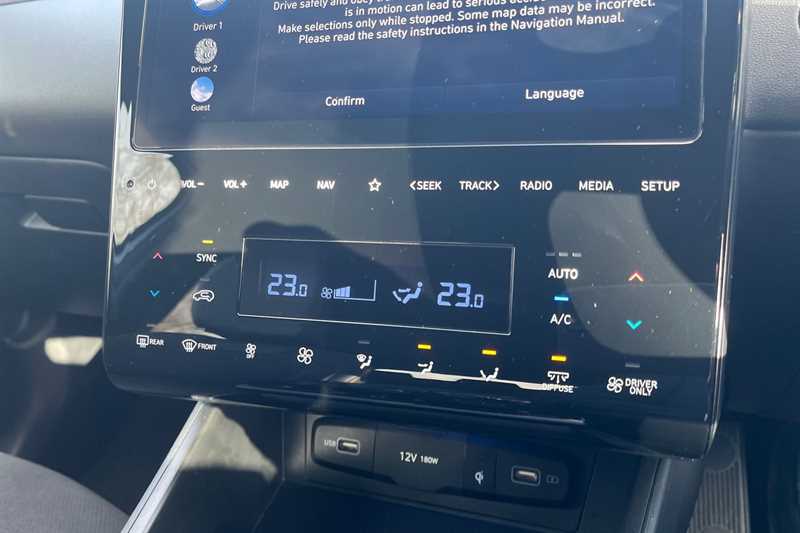 Drive safely and obey
is in motion can lead to serious
Make selections only while stopped. Some map data may be incorrect.
Please read the safety instructions in the Navigation Manual.
Driver 1
Driver 2
Guest
Confirm
Language
VOL−
VOL+
MAP
NAV
<SEEK
TRACK>
RADIO
MEDIA
SETUP
SYNC
23.0
23.0
AUTO
A/C
REAR
FRONT
OFF
DIFFUSE
DRIVER
ONLY
USB
12V 180W